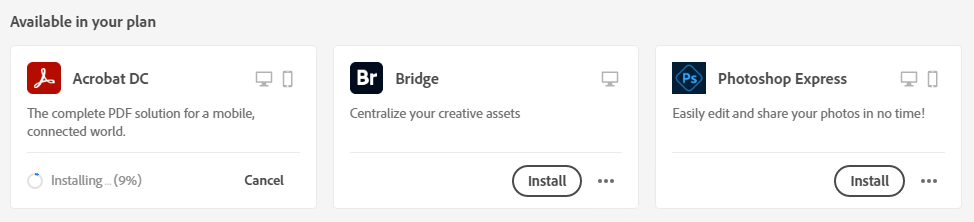 Available in your plan
Acrobat DC
The complete PDF solution for a mobile,
connected world.
Installing... (9%)
Cancel
Br
Bridge
Centralize your creative assets
Install
Ps
Photoshop Express
Easily edit and share your photos in no time!
Install